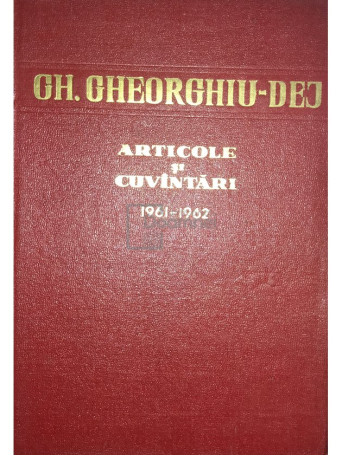 GH. GHEORGHIU-DEJ
ARTICOLE
și
CUVÎNTĂRI
1961-1962